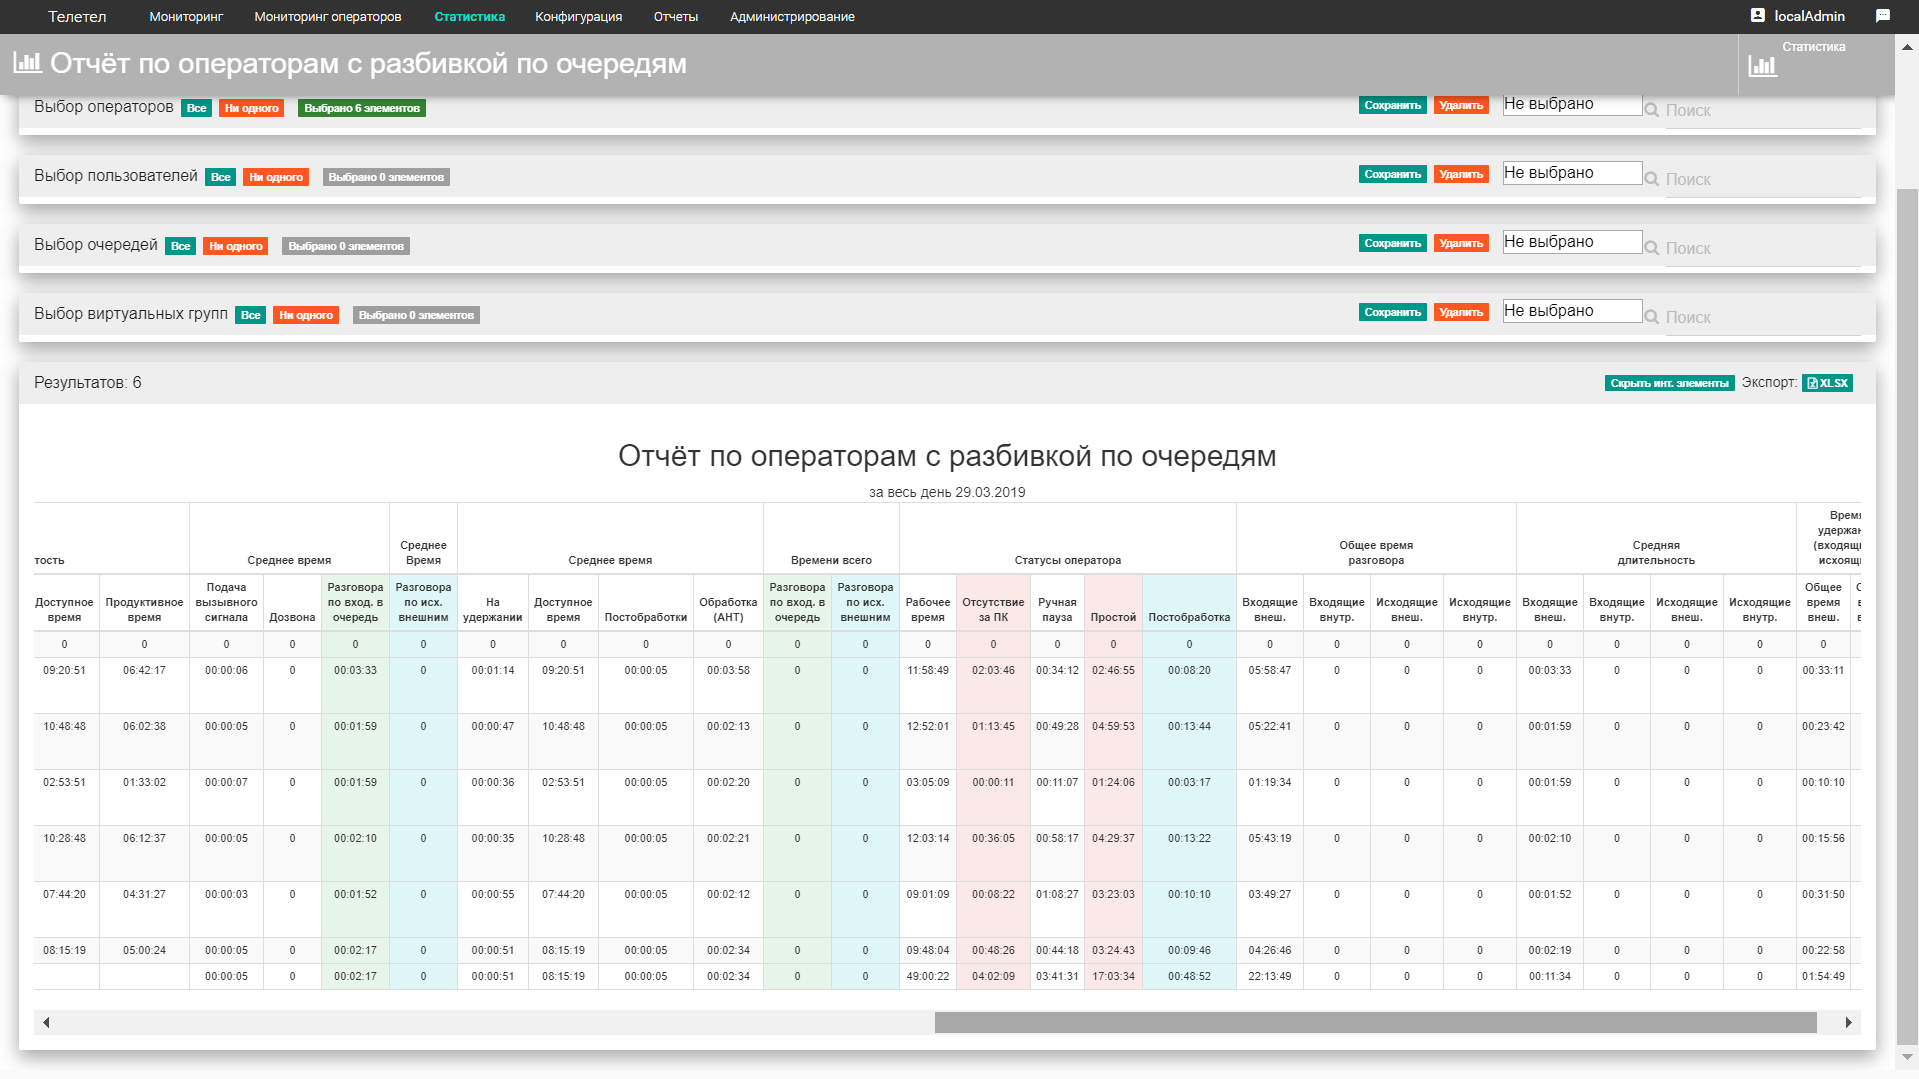 Телетел Мониторинг Мониторинг операторов Статистика Конфигурация Отчеты Администрирование localAdmin
Отчёт по операторам с разбивкой по очередям Статистика
Выбор операторов Все Ни одного Выбрано 6 элементов Сохранить Удалить Не выбрано Поиск
Выбор пользователей Все Ни одного Выбрано 0 элементов Сохранить Удалить Не выбрано Поиск
Выбор очередей Все Ни одного Выбрано 0 элементов Сохранить Удалить Не выбрано Поиск
Выбор виртуальных групп Все Ни одного Выбрано 0 элементов Сохранить Удалить Не выбрано Поиск
Результатов: 6 Скрыть инт. элементы Экспорт: XLSX
Отчёт по операторам с разбивкой по очередям
за весь день 29.03.2019
тость Среднее время Среднее Время Среднее время Времени всего Статусы оператора Общее время разговора Средняя длительность Время удержан (входящи исходящ
Доступное время Продуктивное время Подача вызывного сигнала Дозвона Разговора по вход. в очередь Разговора по исх. внешним На удержании Доступное время Постобработки Обработка (AHT) Разговора по вход. в очередь Разговора по исх. внешним Рабочее время Отсутствие за ПК Ручная пауза Простой Постобработка Входящие внеш. Входящие внутр. Исходящие внеш. Исходящие внутр. Входящие внеш. Входящие внутр. Исходящие внеш. Исходящие внутр. Общее время внеш.
0 0 0 0 0 0 0 0 0 0 0 0 0 0 0 0 0 0 0 0 0 0 0 0 0 0
09:20:51 06:42:17 00:00:06 0 00:03:33 0 00:01:14 09:20:51 00:00:05 00:03:58 0 0 11:58:49 02:03:46 00:34:12 02:46:55 00:08:20 05:58:47 0 0 0 00:03:33 0 0 0 00:33:11
10:48:48 06:02:38 00:00:05 0 00:01:59 0 00:00:47 10:48:48 00:00:05 00:02:13 0 0 12:52:01 01:13:45 00:49:28 04:59:53 00:13:44 05:22:41 0 0 0 00:01:59 0 0 0 00:23:42
02:53:51 01:33:02 00:00:07 0 00:01:59 0 00:00:36 02:53:51 00:00:05 00:02:20 0 0 03:05:09 00:00:11 00:11:07 01:24:06 00:03:17 01:19:34 0 0 0 00:01:59 0 0 0 00:10:10
10:28:48 06:12:37 00:00:05 0 00:02:10 0 00:00:35 10:28:48 00:00:05 00:02:21 0 0 12:03:14 00:36:05 00:58:17 04:29:37 00:13:22 05:43:19 0 0 0 00:02:10 0 0 0 00:15:56
07:44:20 04:31:27 00:00:03 0 00:01:52 0 00:00:55 07:44:20 00:00:05 00:02:12 0 0 09:01:09 00:08:22 01:08:27 03:23:03 00:10:10 03:49:27 0 0 0 00:01:52 0 0 0 00:31:50
08:15:19 05:00:24 00:00:05 0 00:02:17 0 00:00:51 08:15:19 00:00:05 00:02:34 0 0 09:48:04 00:48:26 00:44:18 03:24:43 00:09:46 04:26:46 0 0 0 00:02:19 0 0 0 00:22:58
00:00:05 0 00:02:17 0 00:00:51 08:15:19 00:00:05 00:02:34 0 0 49:00:22 04:02:09 03:41:31 17:03:34 00:48:52 22:13:49 0 0 0 00:11:34 0 0 0 01:54:49